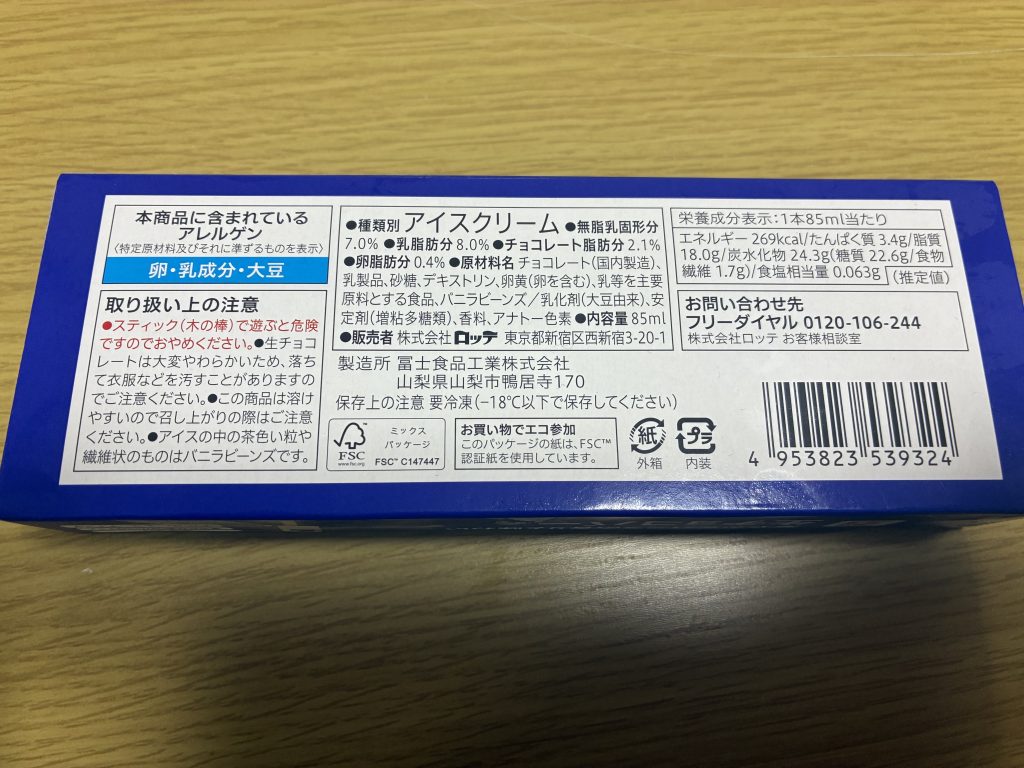 本商品に含まれている
アレルゲン
〈特定原材料及びそれに準ずるものを表示〉
卵・乳成分・大豆
取り扱い上の注意
●スティック(木の棒)で遊ぶと危険
ですのでおやめください。●生チョコ
レートは大変やわらかいため、落ち
て衣服などを汚すことがありますの
でご注意ください。●この商品は溶け
やすいので召し上がりの際はご注意
ください。●アイスの中の茶色い粒や
繊維状のものはバニラビーンズです。
●種類別 アイスクリーム ●無脂乳固形分
7.0% ●乳脂肪分8.0% ●チョコレート脂肪分2.1%
●卵脂肪分0.4% ●原材料名 チョコレート(国内製造)、
乳製品、砂糖、デキストリン、卵黄(卵を含む)、乳等を主要
原料とする食品、バニラビーンズ/乳化剤(大豆由来)、安
定剤(増粘多糖類)、香料、アナトー色素 ●内容量 85ml
●販売者 株式会社 ロッテ 東京都新宿区西新宿3-20-1
製造所 冨士食品工業株式会社
山梨県山梨市鴨居寺170
保存上の注意 要冷凍(−18℃以下で保存してください)
FSC
www.fsc.org
ミックス
パッケージ
FSC™ C147447
お買い物でエコ参加
このパッケージの紙は、FSC™
認証紙を使用しています。
紙
外箱
プラ
内装
栄養成分表示:1本85ml当たり
エネルギー 269kcal/たんぱく質 3.4g/脂質
18.0g/炭水化物 24.3g(糖質 22.6g/食物
繊維 1.7g)/食塩相当量 0.063g
(推定値)
お問い合わせ先
フリーダイヤル 0120-106-244
株式会社ロッテ お客様相談室
4 953823 539324